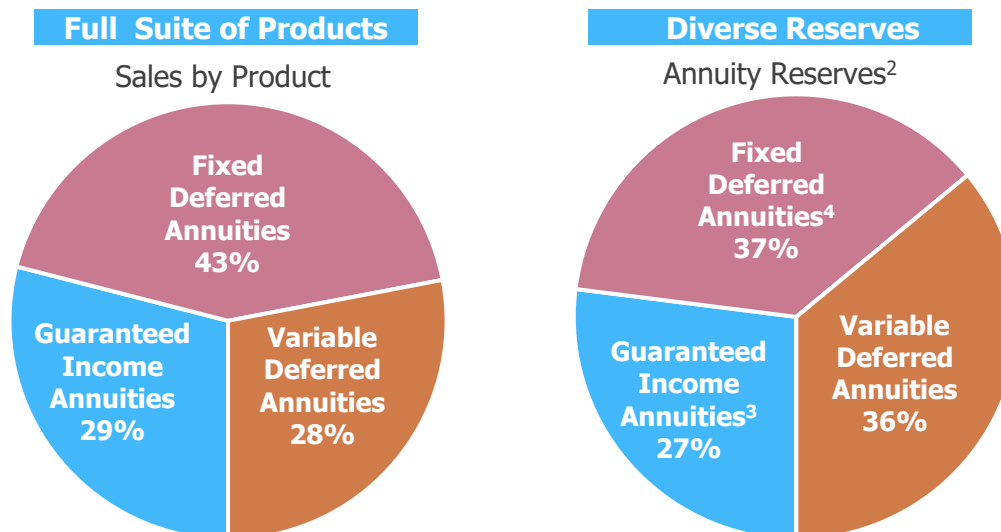 Full Suite of Products
Sales by Product
Fixed
Deferred
Annuities
43%
Guaranteed
Income
Annuities
29%
Variable
Deferred
Annuities
28%
Diverse Reserves
Annuity Reserves²
Fixed
Deferred
Annuities⁴
37%
Guaranteed
Income
Annuities³
27%
Variable
Deferred
Annuities
36%